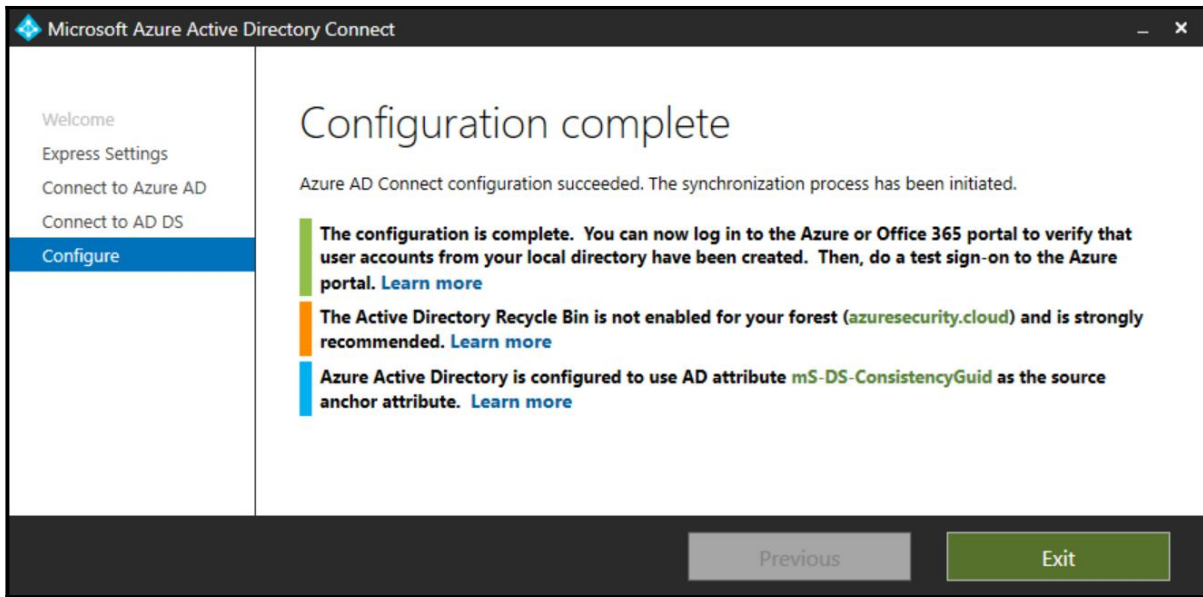 Microsoft Azure Active Directory Connect
Welcome
Express Settings
Connect to Azure AD
Connect to AD DS
Configure
Configuration complete
Azure AD Connect configuration succeeded. The synchronization process has been initiated.
The configuration is complete. You can now log in to the Azure or Office 365 portal to verify that
user accounts from your local directory have been created. Then, do a test sign-on to the Azure
portal. Learn more
The Active Directory Recycle Bin is not enabled for your forest (azuresecurity.cloud) and is strongly
recommended. Learn more
Azure Active Directory is configured to use AD attribute mS-DS-ConsistencyGuid as the source
anchor attribute. Learn more
Previous
Exit